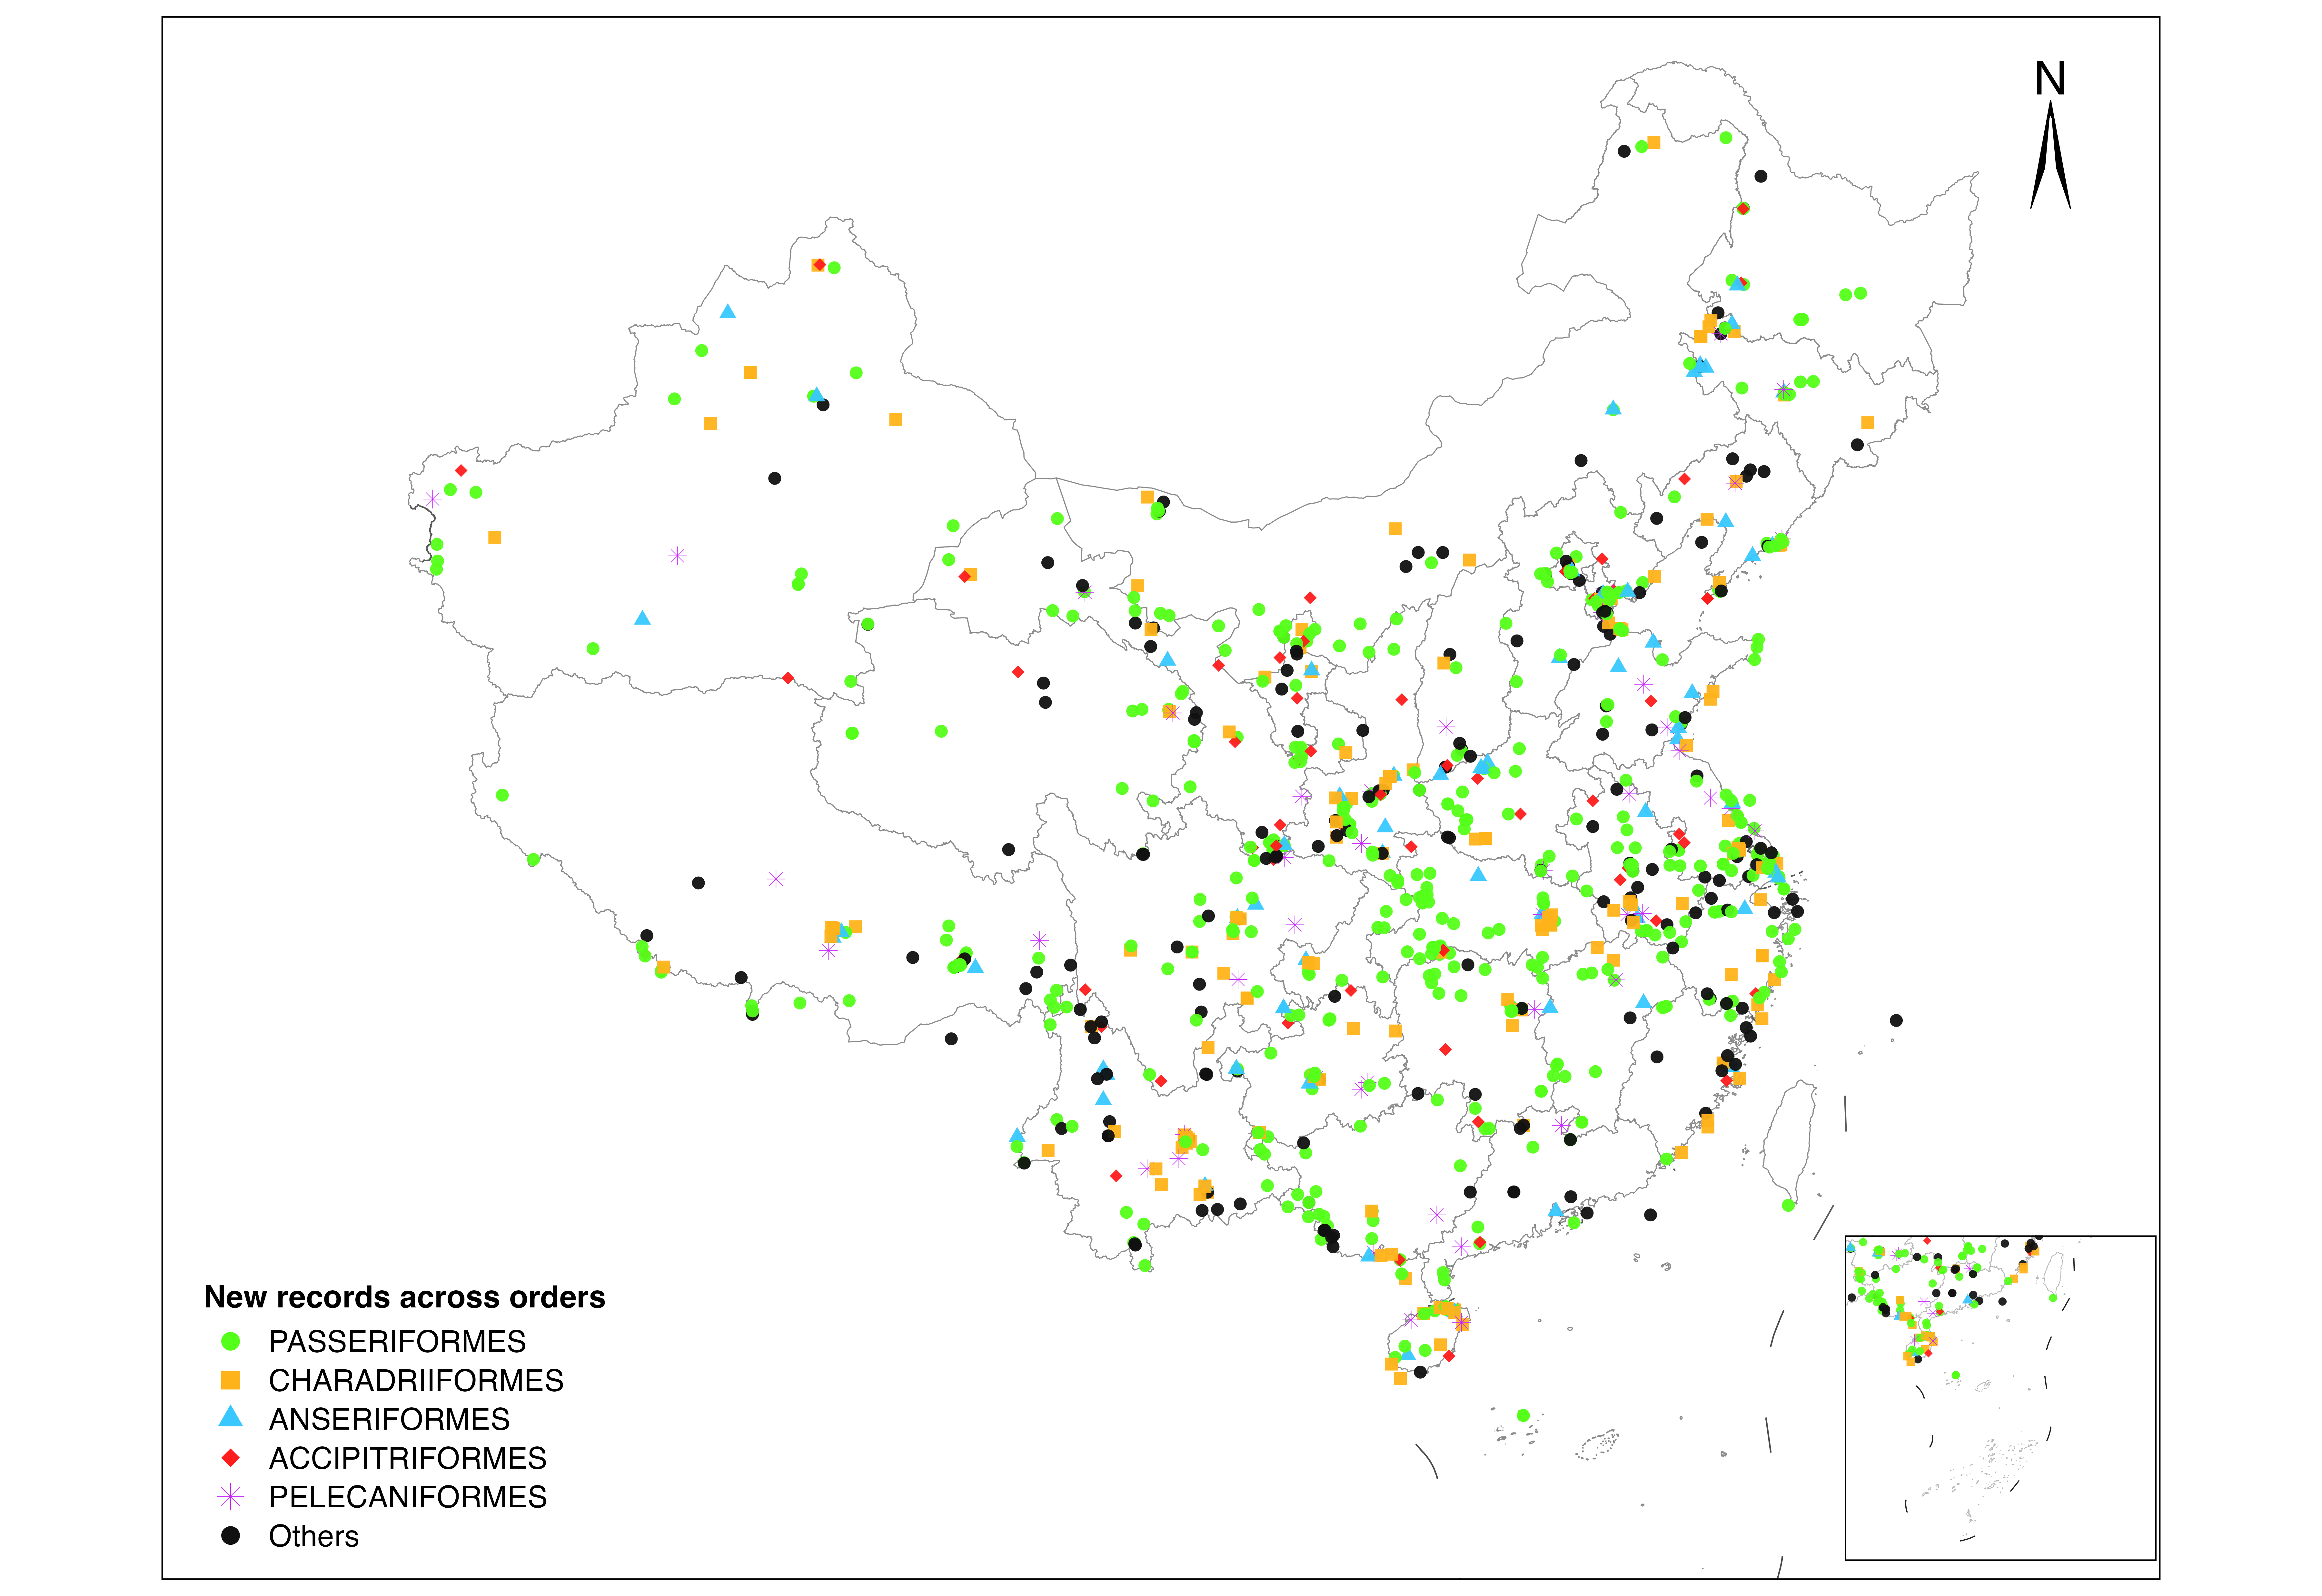 N
New records across orders
PASSERIFORMES
CHARADRIIFORMES
ANSERIFORMES
ACCIPITRIFORMES
PELECANIFORMES
Others